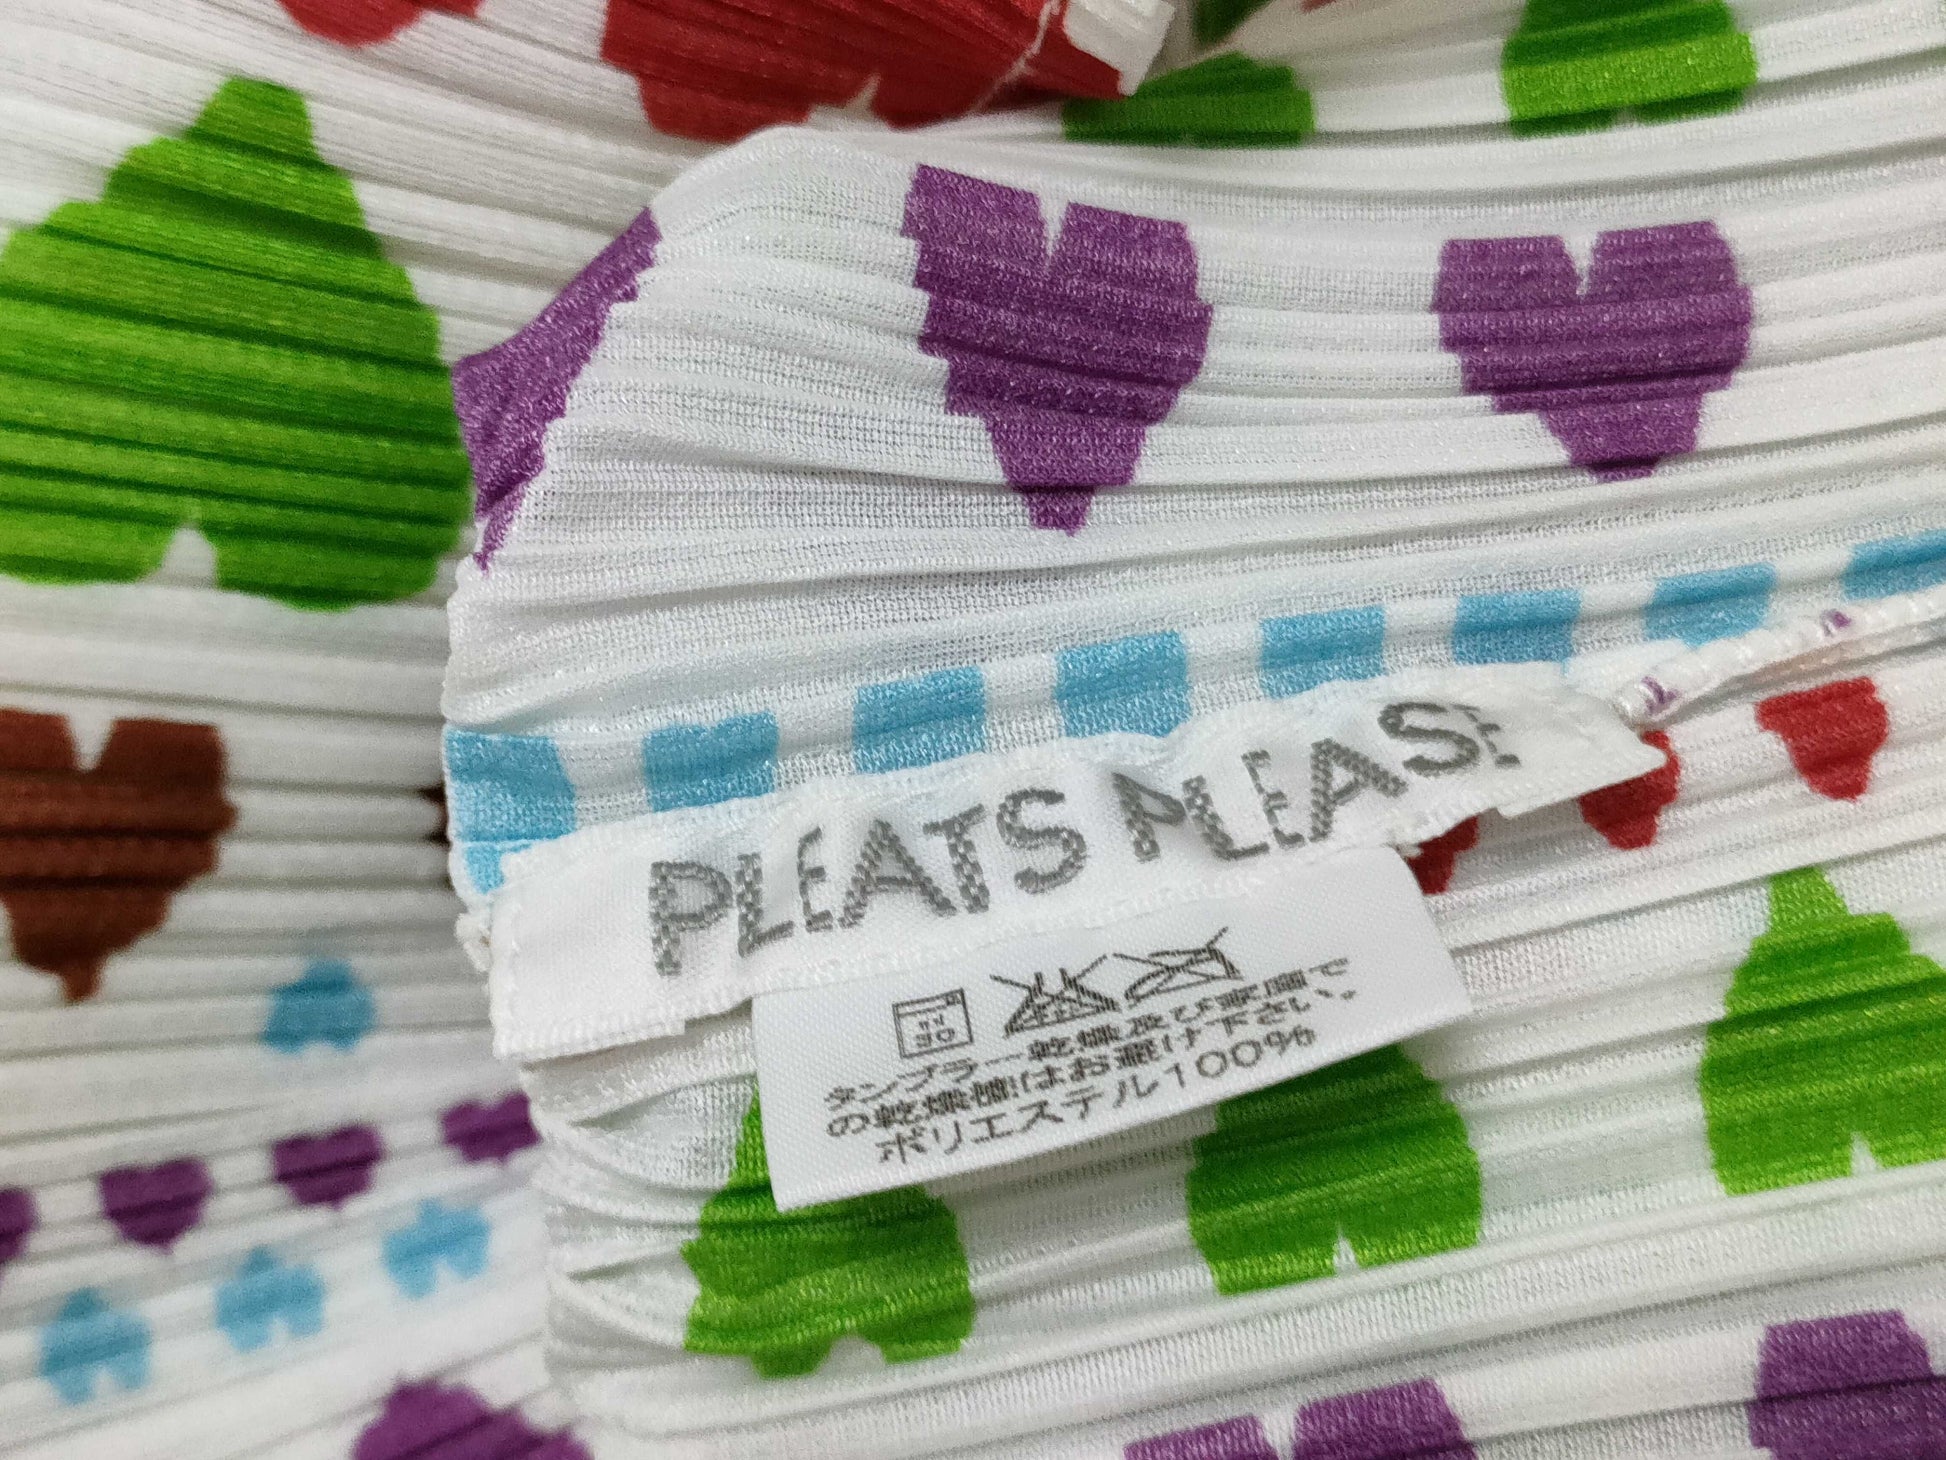 PLEATS PLEASE
タンブラー乾燥及び家庭で
の乾燥機はお避け下さい、
ポリエステル100%